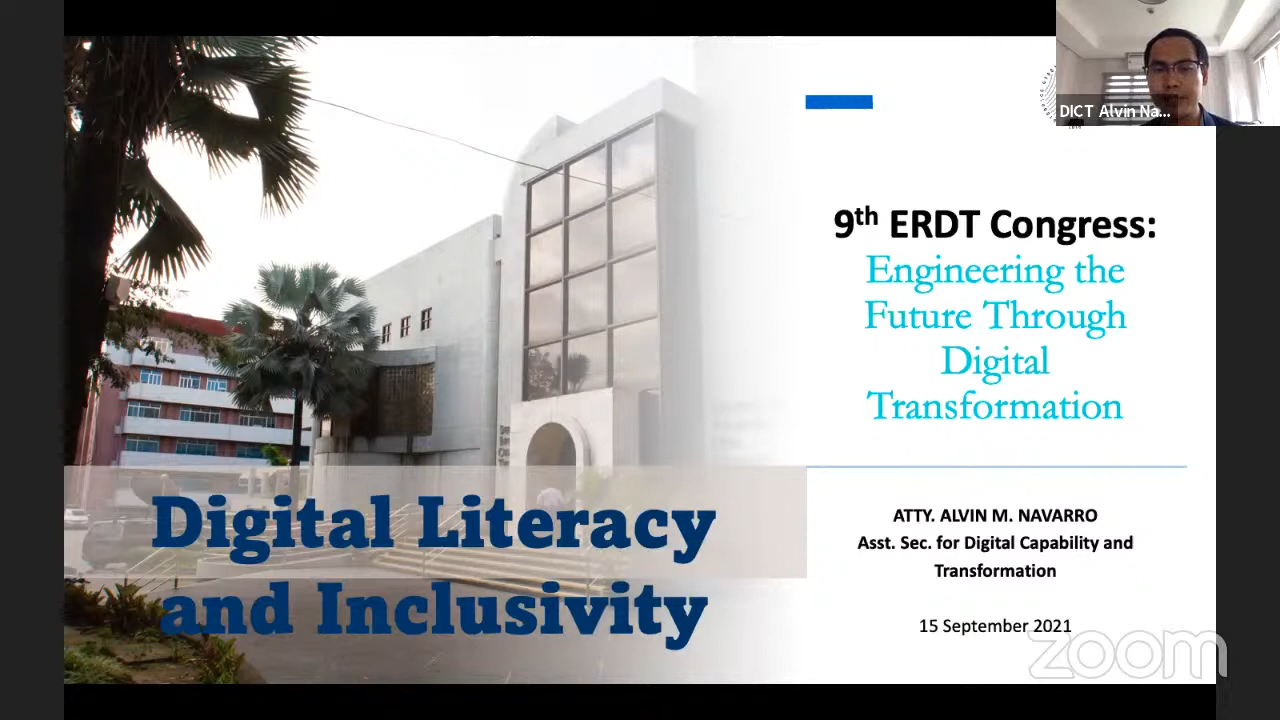 DICT Alvin Na...
9th ERDT Congress:
Engineering the
Future Through
Digital
Transformation
Digital Literacy
and Inclusivity
ATTY. ALVIN M. NAVARRO
Asst. Sec. for Digital Capability and
Transformation
15 September 2021
zoom